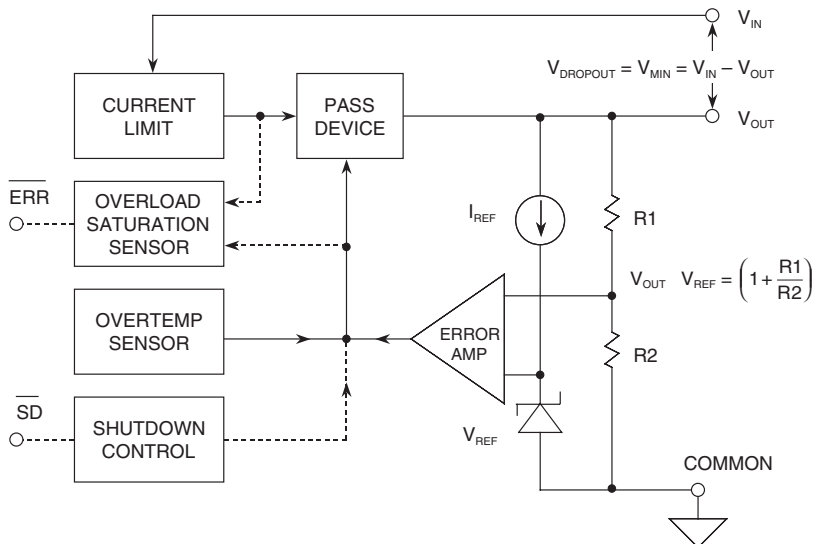 V_IN
V_DROPOUT = V_MIN = V_IN – V_OUT
CURRENT
LIMIT
PASS
DEVICE
V_OUT
ERR
OVERLOAD
SATURATION
SENSOR
I_REF
R1
V_OUT V_REF = (1 + R1/R2)
OVERTEMP
SENSOR
ERROR
AMP
R2
SD
SHUTDOWN
CONTROL
V_REF
COMMON